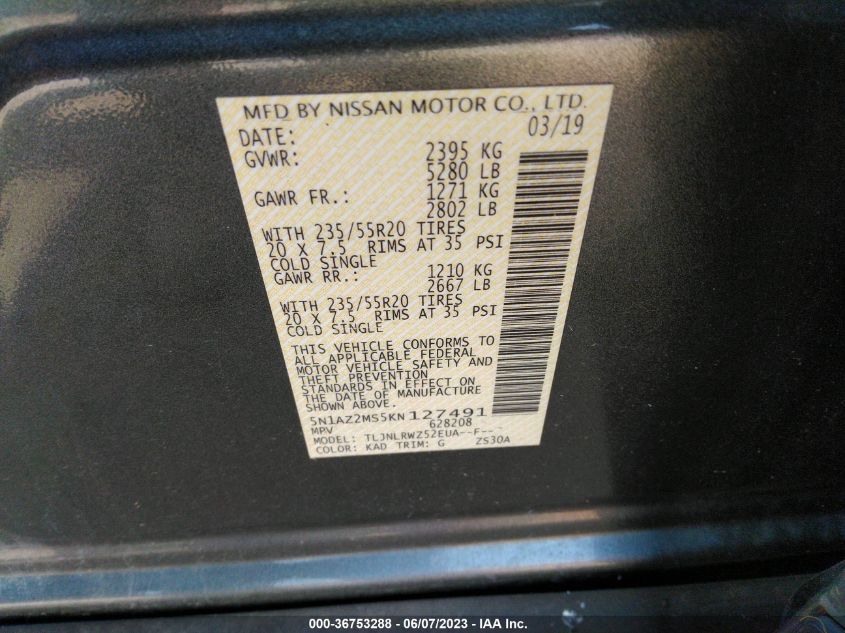 MFD BY NISSAN MOTOR CO., LTD.
DATE: 03/19
GVWR: 2395 KG
5280 LB
GAWR FR.: 1271 KG
2802 LB
WITH 235/55R20 TIRES
20 X 7.5 RIMS AT 35 PSI
COLD SINGLE
GAWR RR.: 1210 KG
2667 LB
WITH 235/55R20 TIRES
20 X 7.5 RIMS AT 35 PSI
COLD SINGLE
THIS VEHICLE CONFORMS TO
ALL APPLICABLE FEDERAL
MOTOR VEHICLE SAFETY AND
THEFT PREVENTION
STANDARDS IN EFFECT ON
THE DATE OF MANUFACTURE
SHOWN ABOVE.
5N1AZ2MS5KN127491
MPV 628208
MODEL: TLJNLRWZ52EUA--F--
COLOR: KAD TRIM: G ZS30A
000-36753288 - 06/07/2023 - IAA Inc.